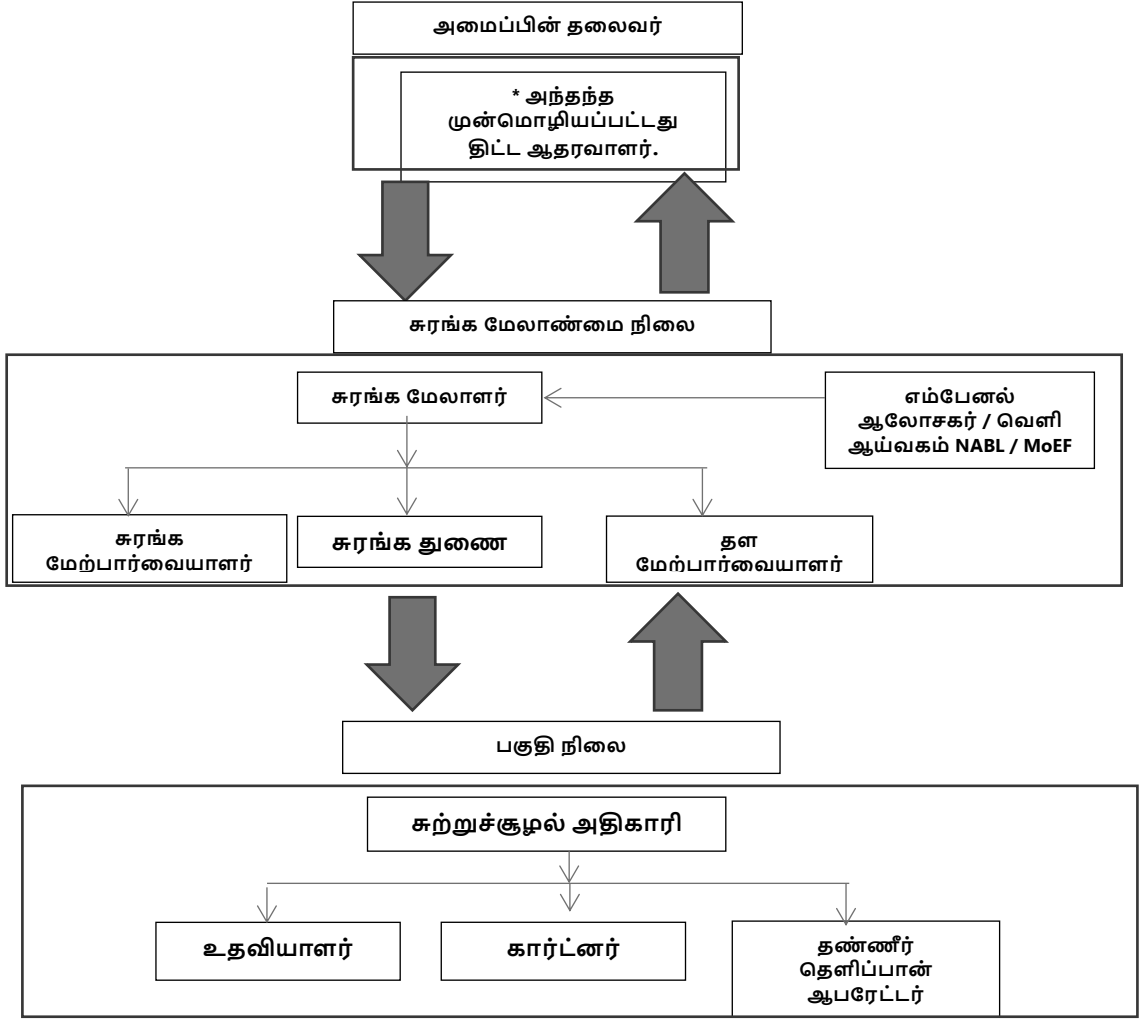 அமைப்பின் தலைவர்
* அந்தந்த
முன்மொழியப்பட்டது
திட்ட ஆதரவாளர்.
சுரங்க மேலாண்மை நிலை
சுரங்க மேலாளர்
எம்பேனல்
ஆலோசகர் / வெளி
ஆய்வகம் NABL / MoEF
சுரங்க
மேற்பார்வையாளர்
சுரங்க துணை
தள
மேற்பார்வையாளர்
பகுதி நிலை
சுற்றுச்சூழல் அதிகாரி
உதவியாளர்
கார்ட்னர்
தண்ணீர்
தெளிப்பான்
ஆபரேட்டர்